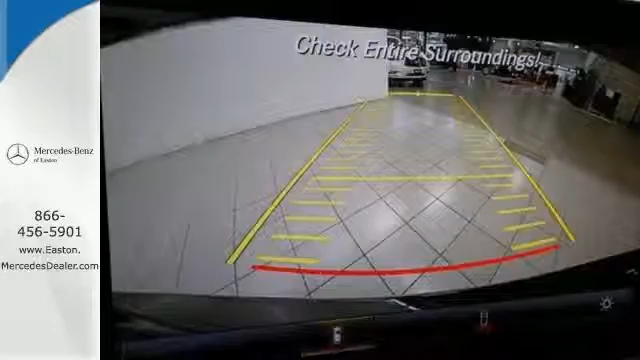 Check Entire Surroundings!
Mercedes-Benz
of Easton
866-
456-5901
www.Easton.
MercedesDealer.com